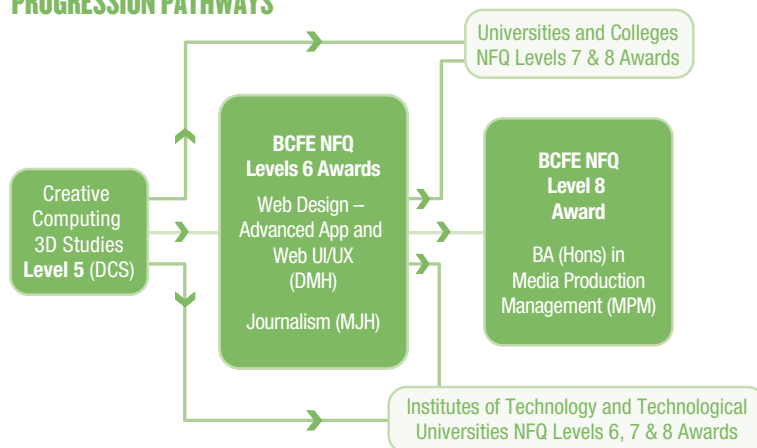 PROGRESSION PATHWAYS
Universities and Colleges
NFQ Levels 7 & 8 Awards
BCFE NFQ
Levels 6 Awards
Web Design –
Advanced App and
Web UI/UX
(DMH)
Journalism (MJH)
BCFE NFQ
Level 8
Award
BA (Hons) in
Media Production
Management (MPM)
Creative
Computing
3D Studies
Level 5 (DCS)
Institutes of Technology and Technological
Universities NFQ Levels 6, 7 & 8 Awards